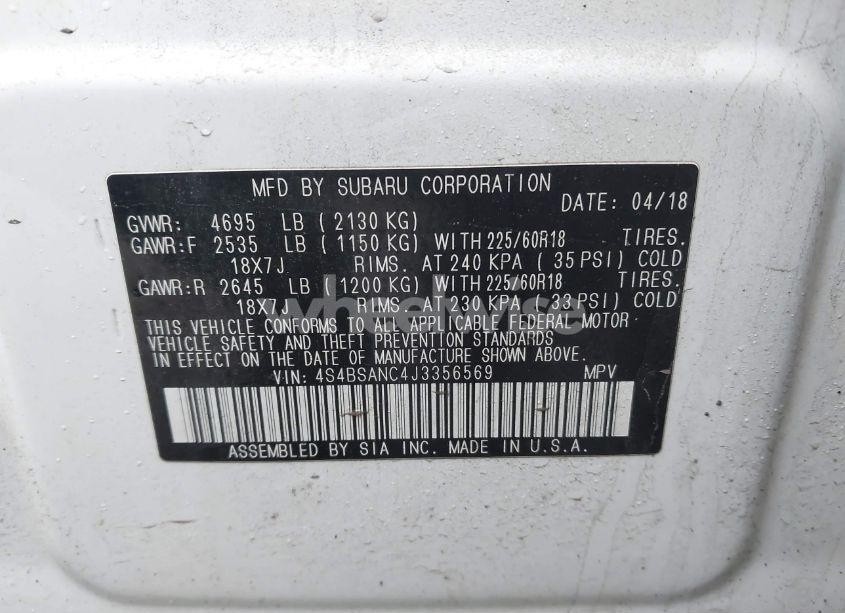 MFD BY SUBARU CORPORATION
DATE: 04/18
GVWR: 4695 LB (2130 KG)
GAWR:F 2535 LB (1150 KG) WITH 225/60R18 TIRES.
18X7J RIMS. AT 240 KPA (35 PSI) COLD
GAWR:R 2645 LB (1200 KG) WITH 225/60R18 TIRES.
18X7J RIMS. AT 230 KPA (33 PSI) COLD
wheelwise
THIS VEHICLE CONFORMS TO ALL APPLICABLE FEDERAL MOTOR
VEHICLE SAFETY AND THEFT PREVENTION STANDARDS
IN EFFECT ON THE DATE OF MANUFACTURE SHOWN ABOVE.
VIN: 4S4BSANC4J3356569 MPV
ASSEMBLED BY SIA INC. MADE IN U.S.A.